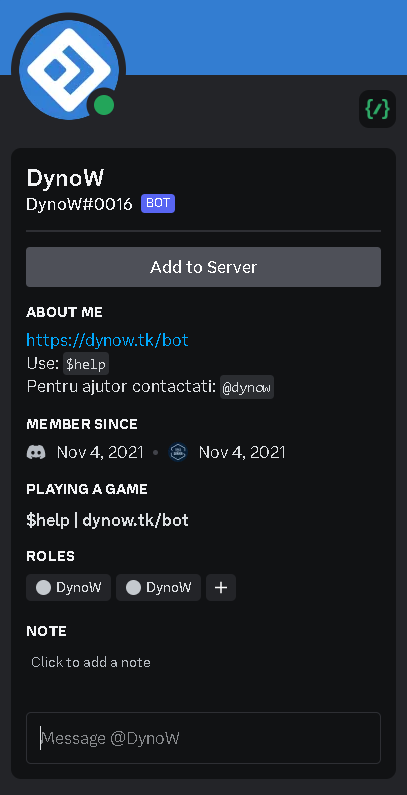 {/}
DynoW
DynoW#0016 BOT
Add to Server
ABOUT ME
https://dynow.tk/bot
Use: $help
Pentru ajutor contactati: @dynow
MEMBER SINCE
Nov 4, 2021 • Nov 4, 2021
PLAYING A GAME
$help | dynow.tk/bot
ROLES
DynoW DynoW +
NOTE
Click to add a note
Message @DynoW